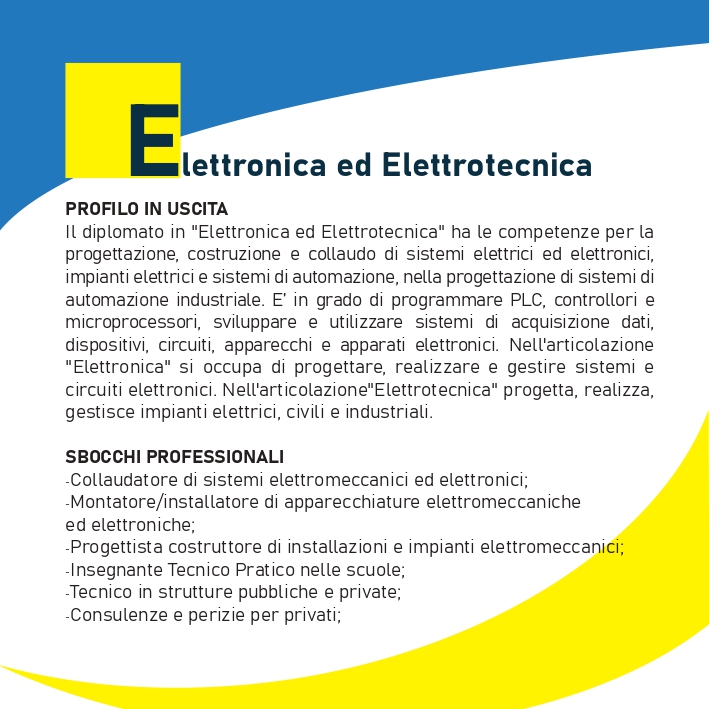 Elettronica ed Elettrotecnica
PROFILO IN USCITA
Il diplomato in "Elettronica ed Elettrotecnica" ha le competenze per la
progettazione, costruzione e collaudo di sistemi elettrici ed elettronici,
impianti elettrici e sistemi di automazione, nella progettazione di sistemi di
automazione industriale. E’ in grado di programmare PLC, controllori e
microprocessori, sviluppare e utilizzare sistemi di acquisizione dati,
dispositivi, circuiti, apparecchi e apparati elettronici. Nell'articolazione
"Elettronica" si occupa di progettare, realizzare e gestire sistemi e
circuiti elettronici. Nell'articolazione"Elettrotecnica" progetta, realizza,
gestisce impianti elettrici, civili e industriali.
SBOCCHI PROFESSIONALI
-Collaudatore di sistemi elettromeccanici ed elettronici;
-Montatore/installatore di apparecchiature elettromeccaniche
ed elettroniche;
-Progettista costruttore di installazioni e impianti elettromeccanici;
-Insegnante Tecnico Pratico nelle scuole;
-Tecnico in strutture pubbliche e private;
-Consulenze e perizie per privati;